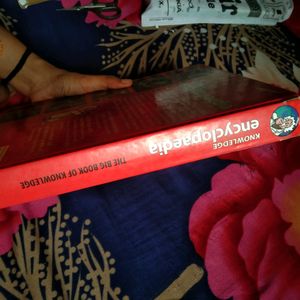 KNOWLEDGE
encyclopaedia
THE BIG BOOK OF KNOWLEDGE